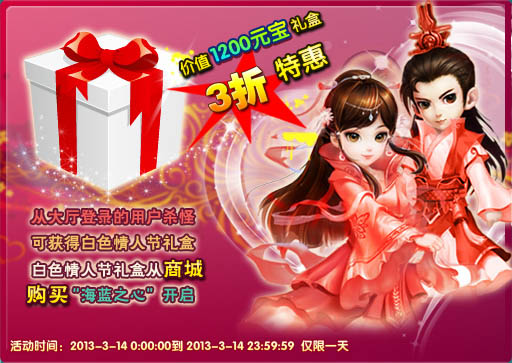 价值1200元宝礼盒
3折 特惠
从大厅登录的用户杀怪
可获得白色情人节礼盒
白色情人节礼盒从商城
购买"海蓝之心"开启
活动时间：2013-3-14 0:00:00到 2013-3-14 23:59:59 仅限一天